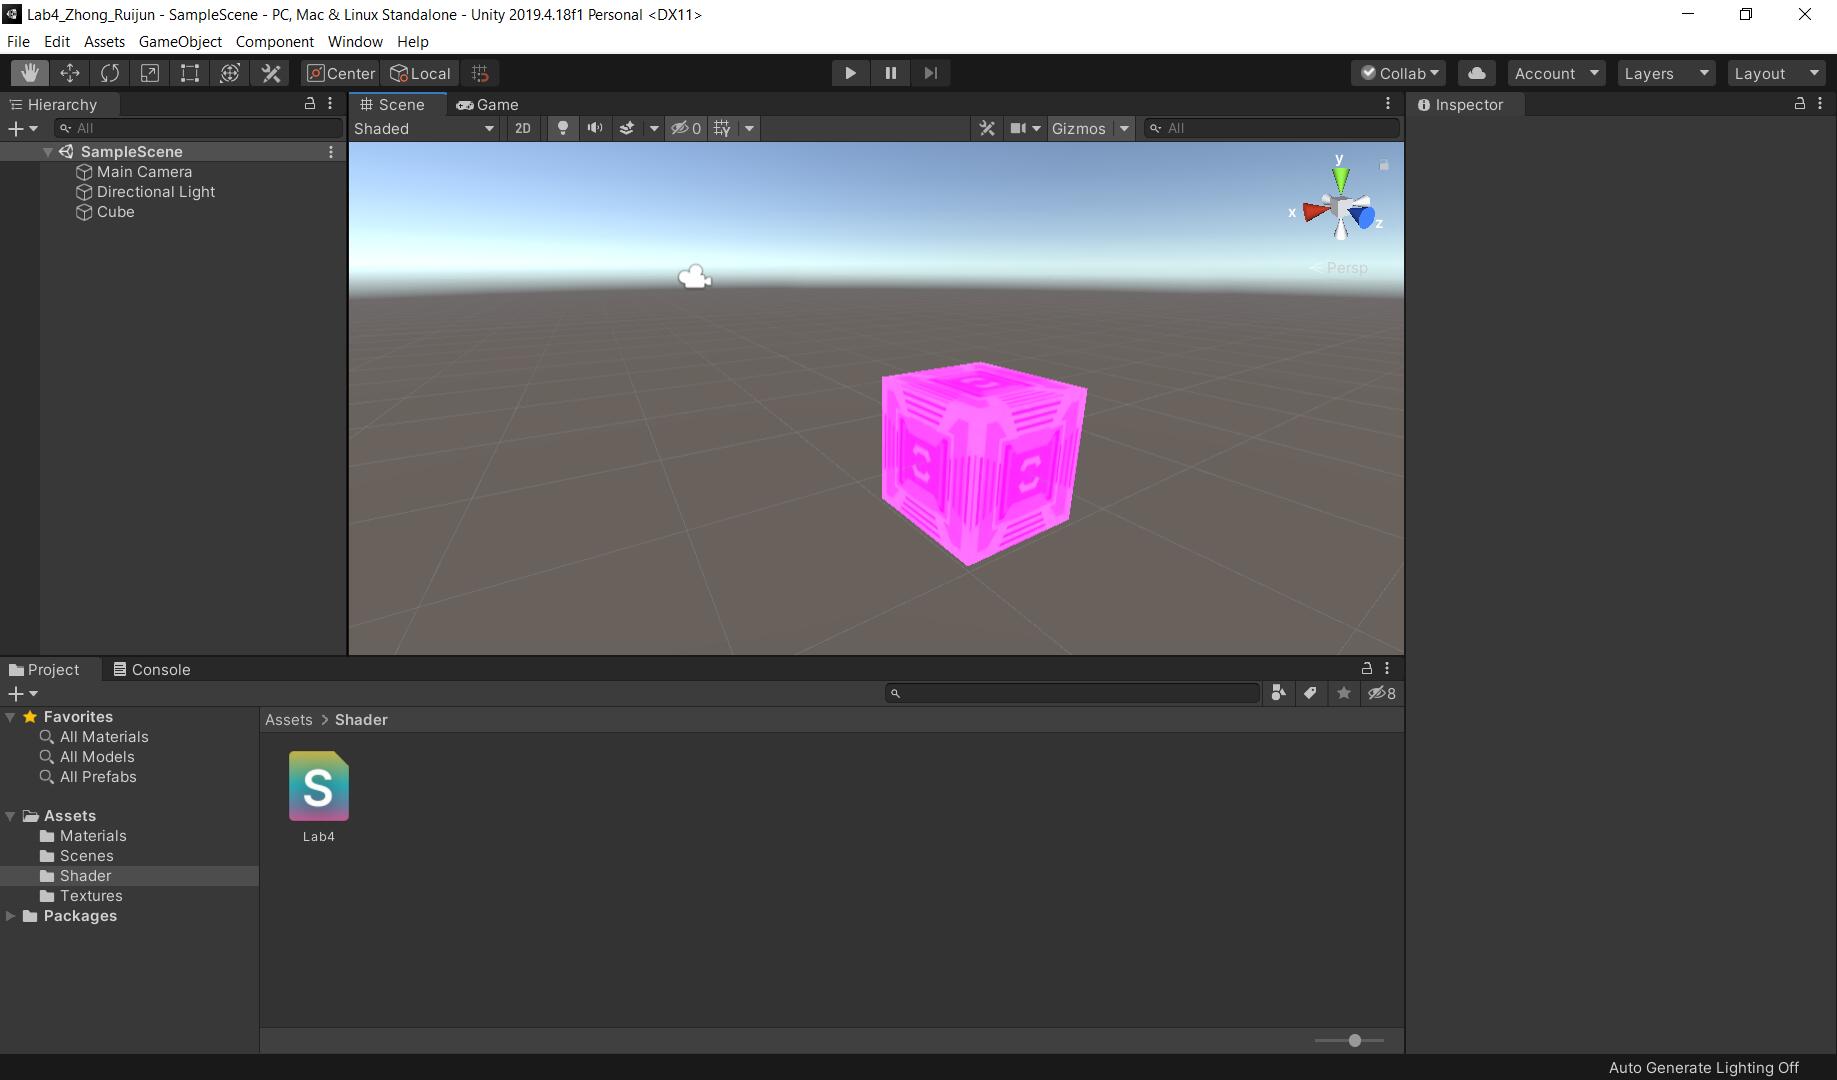 Lab4_Zhong_Ruijun - SampleScene - PC, Mac & Linux Standalone - Unity 2019.4.18f1 Personal <DX11>
File Edit Assets GameObject Component Window Help
Center Local Collab Account Layers Layout
Hierarchy
All
SampleScene
Main Camera
Directional Light
Cube
Scene Game
Shaded 2D 0 Gizmos All
y
x
z
Persp
Inspector
Project Console
8
Favorites
All Materials
All Models
All Prefabs
Assets
Materials
Scenes
Shader
Textures
Packages
Assets > Shader
S
Lab4
Auto Generate Lighting Off